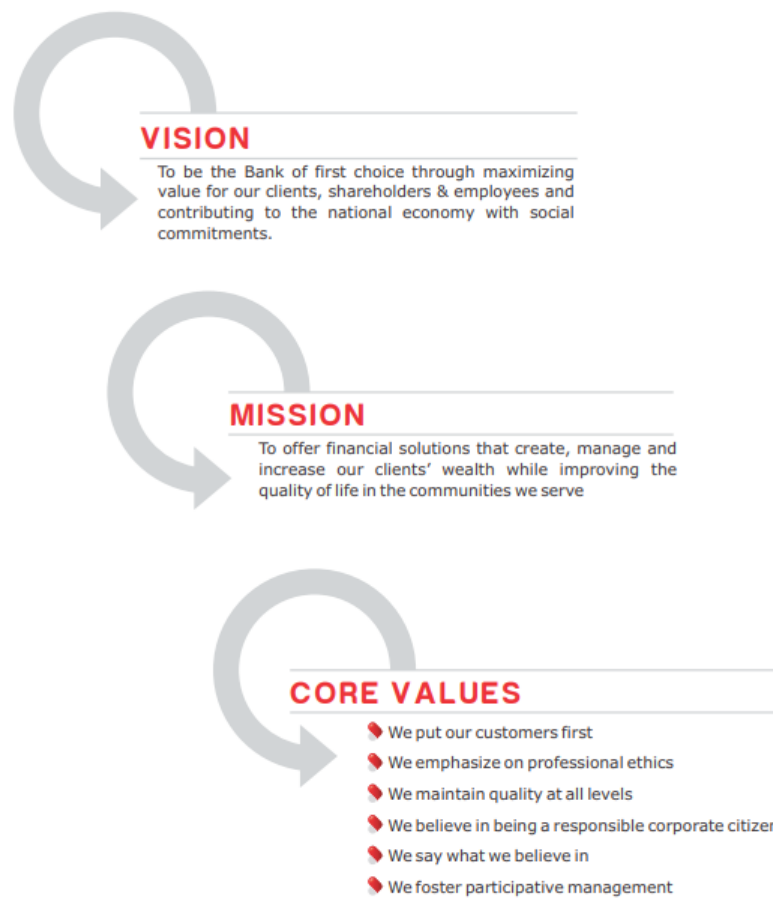 VISION
To be the Bank of first choice through maximizing
value for our clients, shareholders & employees and
contributing to the national economy with social
commitments.
MISSION
To offer financial solutions that create, manage and
increase our clients’ wealth while improving the
quality of life in the communities we serve
CORE VALUES
We put our customers first
We emphasize on professional ethics
We maintain quality at all levels
We believe in being a responsible corporate citizen
We say what we believe in
We foster participative management